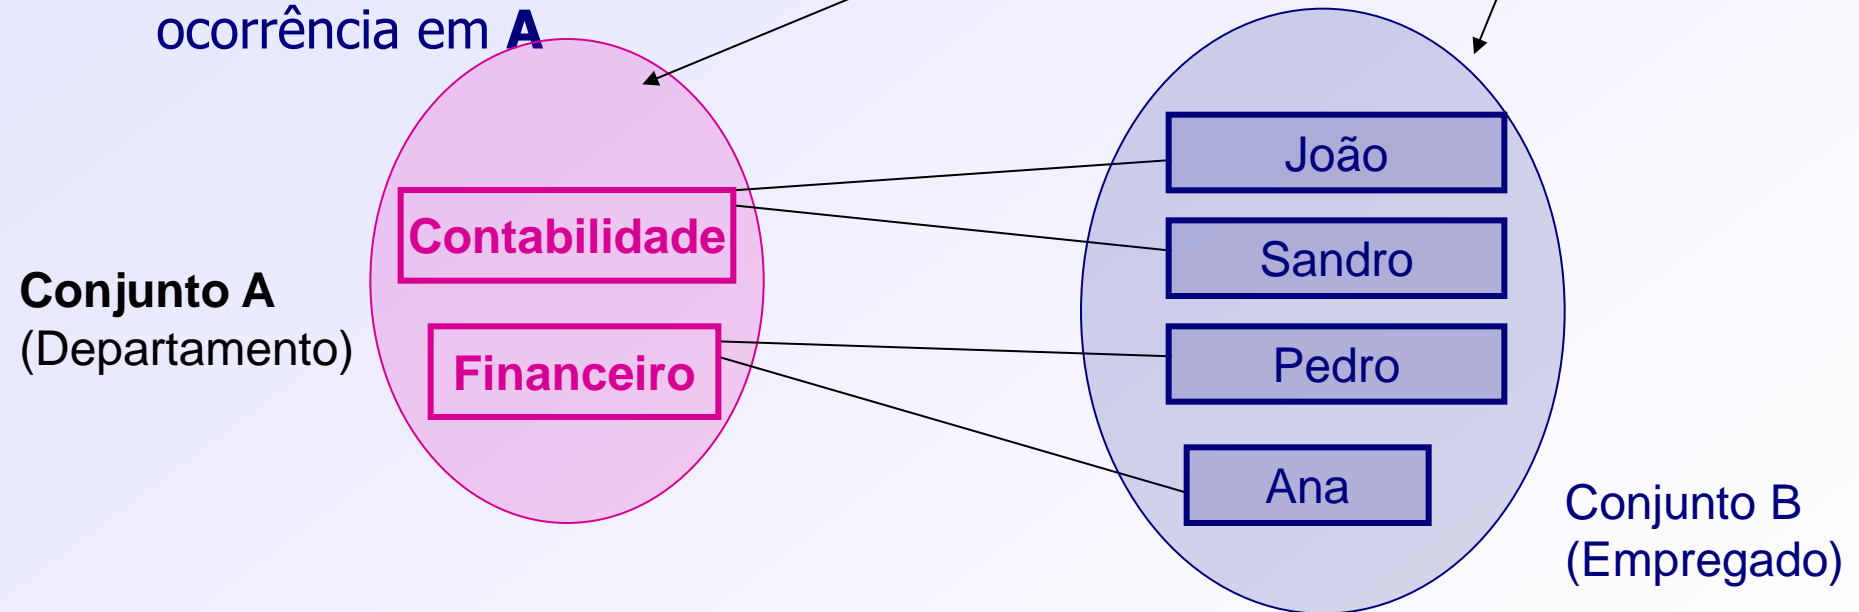 ocorrência em A
João
Contabilidade
Sandro
Conjunto A
(Departamento)
Financeiro
Pedro
Ana
Conjunto B
(Empregado)